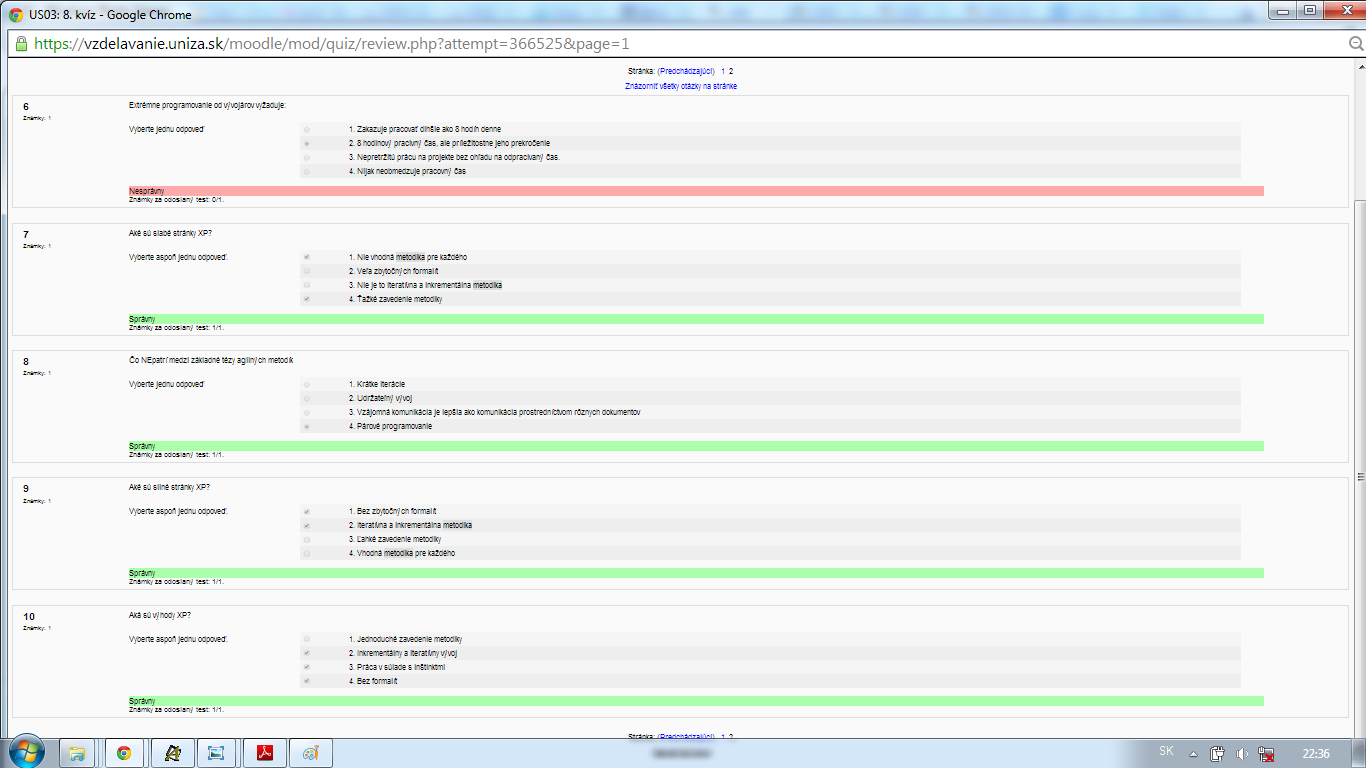 US03: 8. kvíz - Google Chrome
https://vzdelavanie.uniza.sk/moodle/mod/quiz/review.php?attempt=366525&page=1
Stránka: (Predchádzajúci) 1 2
Znázorniť všetky otázky na stránke
6
Známky: 1
Extrémne programovanie od vývojárov vyžaduje:
Vyberte jednu odpoveď
1. Zakazuje pracovať dlhšie ako 8 hodín denne
2. 8 hodinový pracivný čas, ale príležitostne jeho prekročenie
3. Nepretržitú prácu na projekte bez ohľadu na odpracivaný čas.
4. Nijak neobmedzuje pracovný čas
Nesprávny
Známky za odoslaný test: 0/1.
7
Známky: 1
Aké sú slabé stránky XP?
Vyberte aspoň jednu odpoveď.
1. Nie vhodná metodika pre každého
2. Veľa zbytočných formalít
3. Nie je to iteratívna a inkrementálna metodika
4. Ťažké zavedenie metodiky
Správny
Známky za odoslaný test: 1/1.
8
Známky: 1
Čo NEpatrí medzi základné tézy agilných metodík
Vyberte jednu odpoveď
1. Krátke iterácie
2. Udržateľný vývoj
3. Vzájomná komunikácia je lepšia ako komunikácia prostredníctvom rôznych dokumentov
4. Párové programovanie
Správny
Známky za odoslaný test: 1/1.
9
Známky: 1
Aké sú silné stránky XP?
Vyberte aspoň jednu odpoveď.
1. Bez zbytočných formalít
2. Iteratívna a inkrementálna metodika
3. Ľahké zavedenie metodiky
4. Vhodná metodika pre každého
Správny
Známky za odoslaný test: 1/1.
10
Známky: 1
Aká sú výhody XP?
Vyberte aspoň jednu odpoveď.
1. Jednoduché zavedenie metodiky
2. Inkrementálny a iteratívny vývoj
3. Práca v súlade s inštinktmi
4. Bez formalít
Správny
Známky za odoslaný test: 1/1.
Stránka: (Predchádzajúci) 1 2
SK
22:36